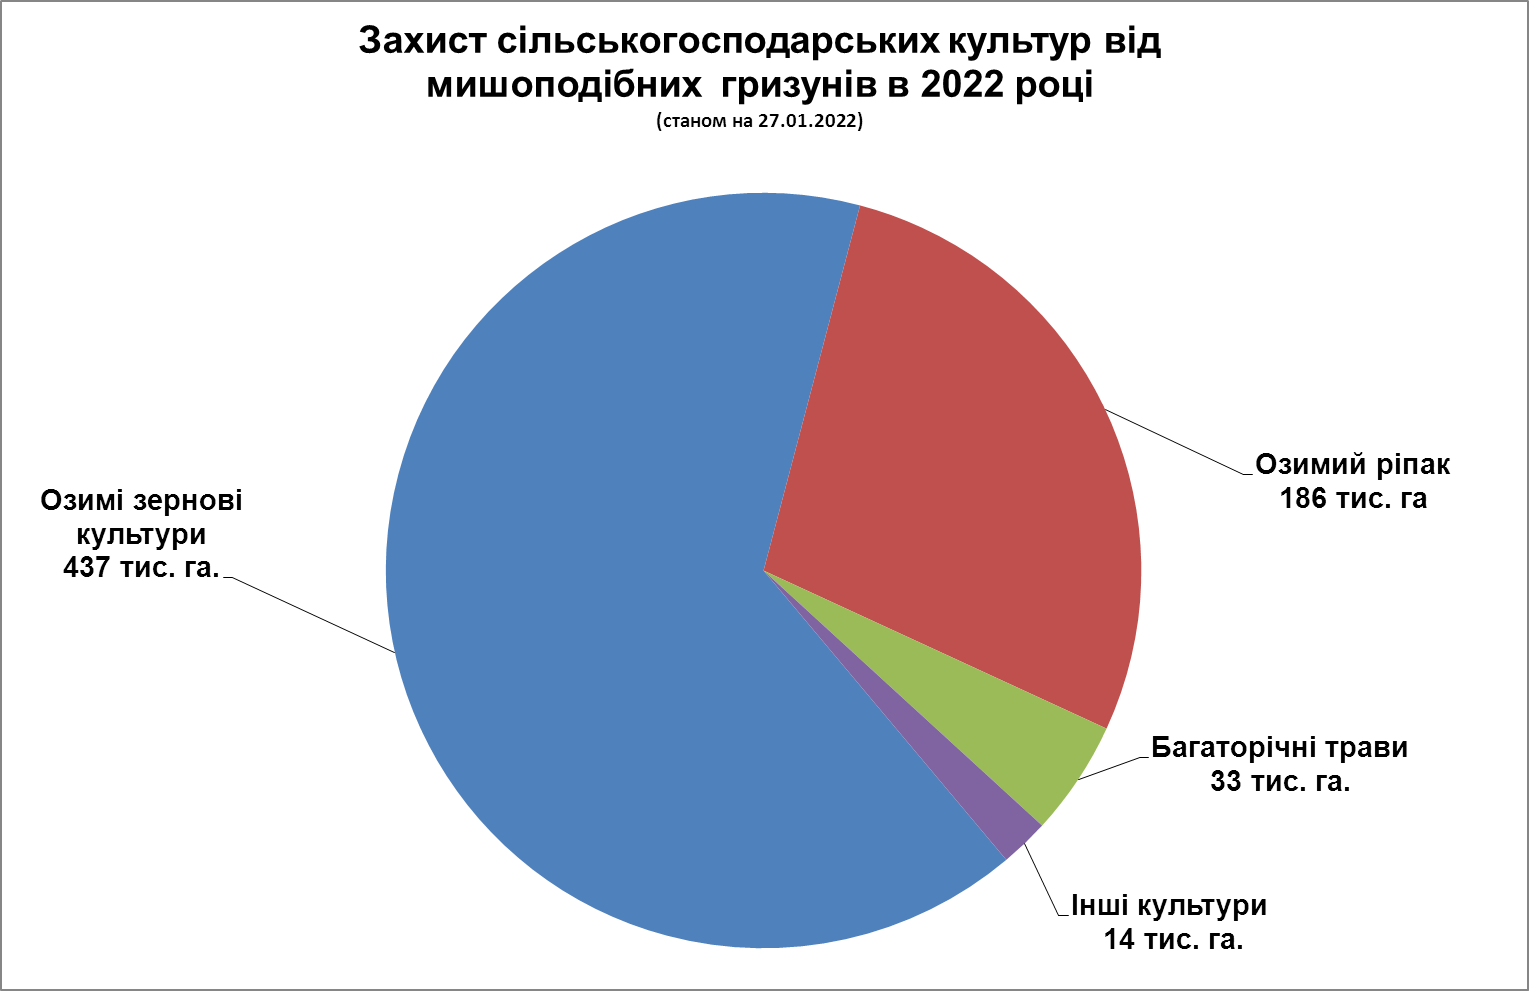 Захист сільськогосподарських культур від
мишоподібних гризунів в 2022 році
(станом на 27.01.2022)
Озимий ріпак
186 тис. га
Озимі зернові
культури
437 тис. га.
Багаторічні трави
33 тис. га.
Інші культури
14 тис. га.